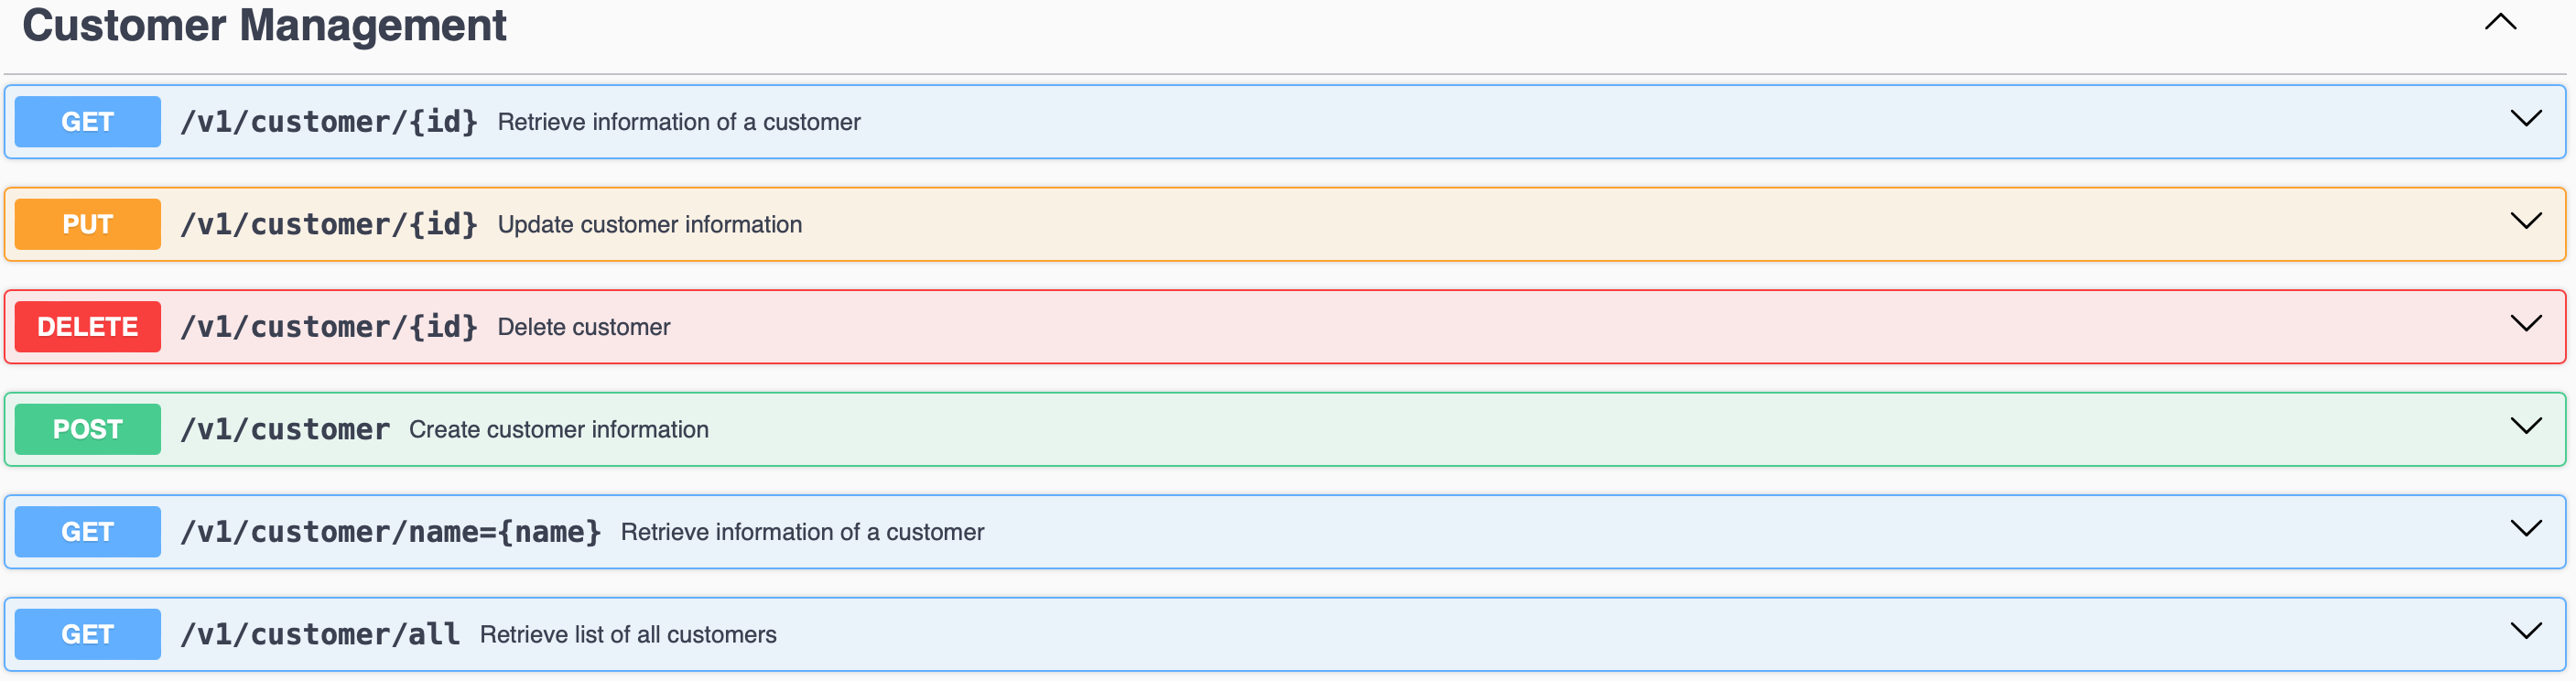 Customer Management
GET /v1/customer/{id} Retrieve information of a customer
PUT /v1/customer/{id} Update customer information
DELETE /v1/customer/{id} Delete customer
POST /v1/customer Create customer information
GET /v1/customer/name={name} Retrieve information of a customer
GET /v1/customer/all Retrieve list of all customers